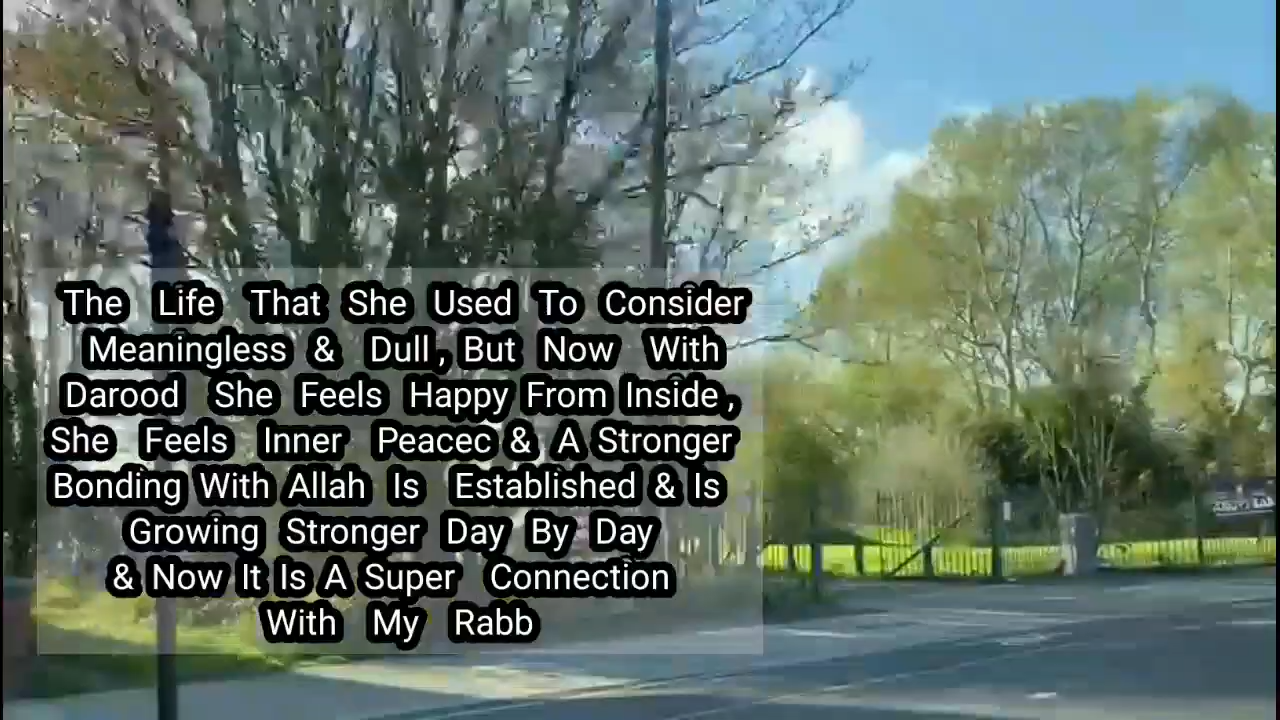 The Life That She Used To Consider
Meaningless & Dull, But Now With
Darood She Feels Happy From Inside,
She Feels Inner Peacec & A Stronger
Bonding With Allah Is Established & Is
Growing Stronger Day By Day
& Now It Is A Super Connection
With My Rabb